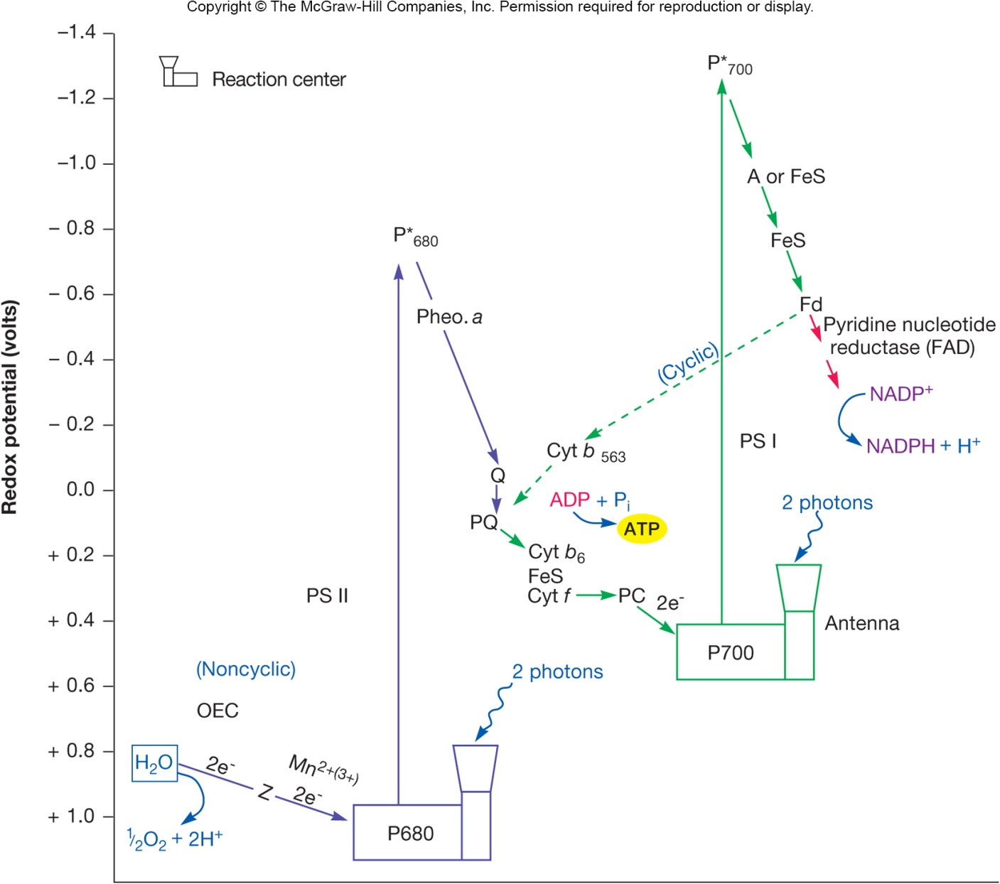 Copyright © The McGraw-Hill Companies, Inc. Permission required for reproduction or display.
Redox potential (volts)
−1.4
−1.2
−1.0
− 0.8
− 0.6
− 0.4
− 0.2
0.0
+ 0.2
+ 0.4
+ 0.6
+ 0.8
+ 1.0
Reaction center
P*700
A or FeS
FeS
Fd
Pyridine nucleotide
reductase (FAD)
NADP⁺
NADPH + H⁺
(Cyclic)
P*680
Pheo. a
Q
PQ
Cyt b 563
ADP + Pi
ATP
Cyt b6
FeS
Cyt f
PC
2e⁻
PS I
2 photons
Antenna
P700
PS II
(Noncyclic)
OEC
2 photons
H₂O
2e⁻
Z
Mn²⁺⁽³⁺⁾
2e⁻
P680
½O₂ + 2H⁺